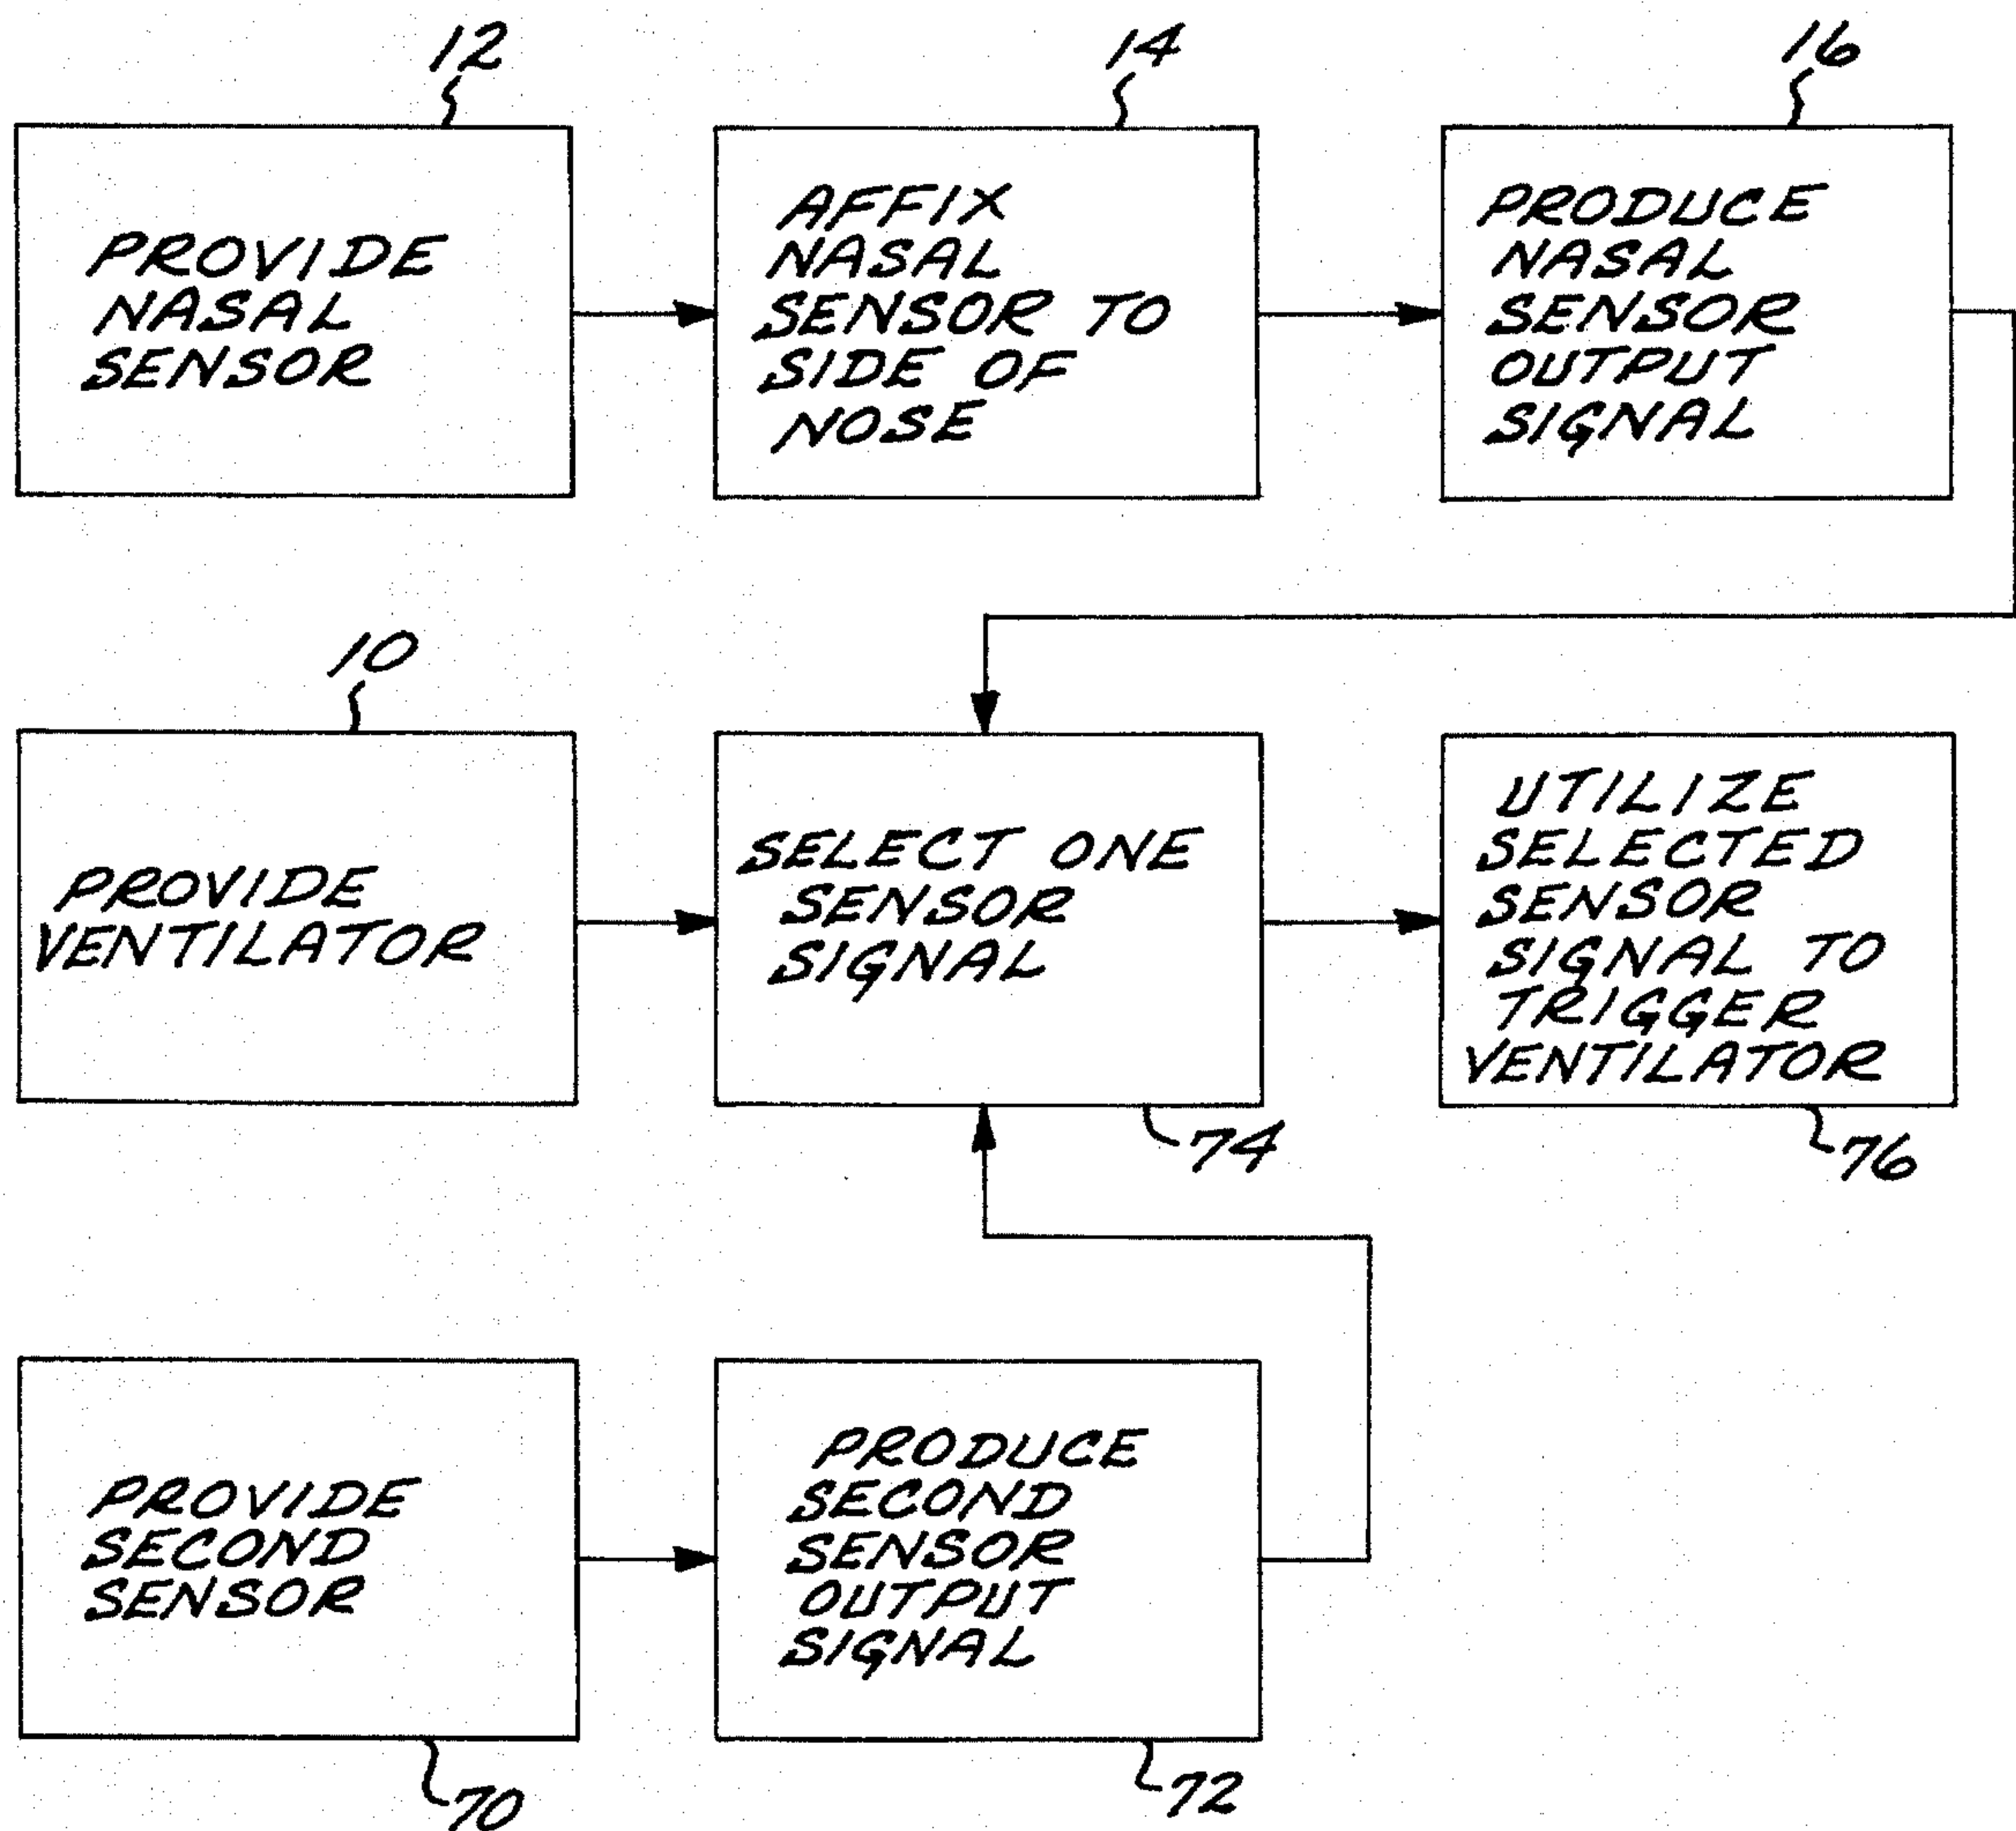 12
PROVIDE
NASAL
SENSOR
14
AFFIX
NASAL
SENSOR TO
SIDE OF
NOSE
16
PRODUCE
NASAL
SENSOR
OUTPUT
SIGNAL
10
PROVIDE
VENTILATOR
SELECT ONE
SENSOR
SIGNAL
74
UTILIZE
SELECTED
SENSOR
SIGNAL TO
TRIGGER
VENTILATOR
76
PROVIDE
SECOND
SENSOR
70
PRODUCE
SECOND
SENSOR
OUTPUT
SIGNAL
72